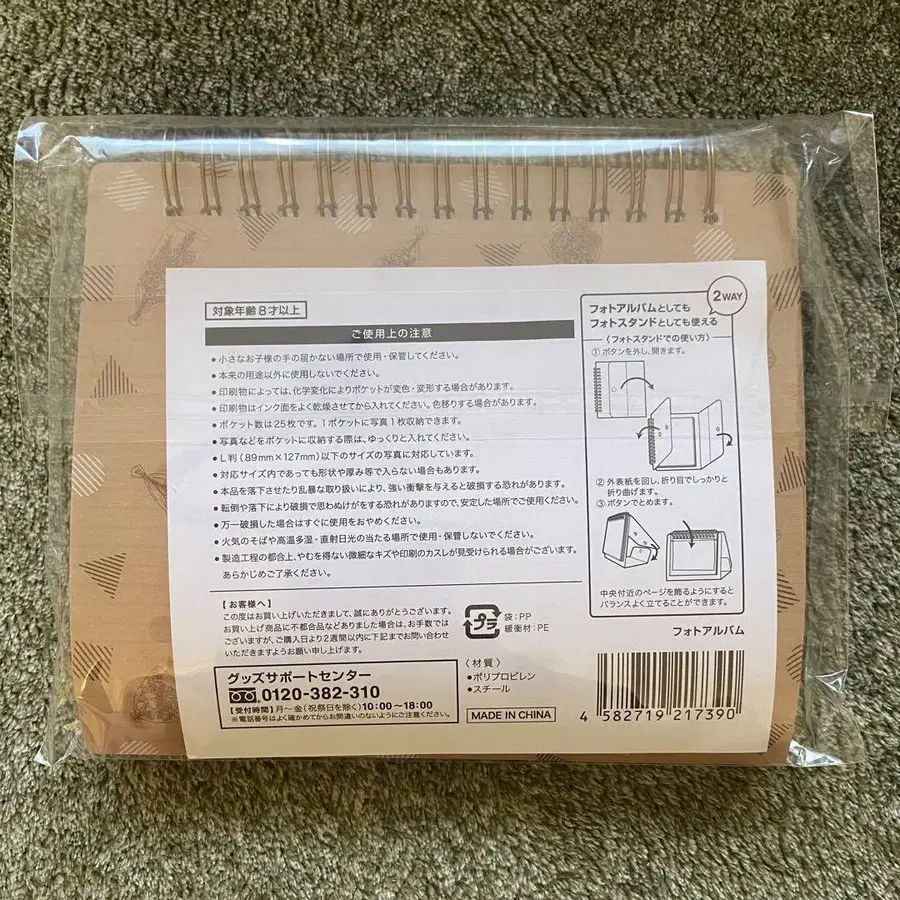 対象年齢8才以上
ご使用上の注意
●小さなお子様の手の届かない場所で使用・保管してください。
●本来の用途以外に使用しないでください。
●印刷物によっては、化学変化によりポケットが変色・変形する場合があります。
●印刷物はインク面をよく乾燥させてから入れてください。色移りする場合があります。
●ポケット数は25枚です。1ポケットに写真1枚収納できます。
●写真などをポケットに収納する際は、ゆっくりと入れてください。
●L判(89mm×127mm)以下のサイズの写真に対応しています。
●対応サイズ内であっても形状や厚み等で入らない場合もあります。
●本品を落下させたり乱暴な取り扱いにより、強い衝撃を与えると破損する恐れがあります。
●転倒や落下により破損で思わぬけがをする恐れがありますので、安定した場所でご使用ください。
●万一破損した場合はすぐに使用をおやめください。
●火気のそばや高温多湿・直射日光の当たる場所で使用・保管しないでください。
●製造工程の都合上、やむを得ない微細なキズや印刷のカスレが見受けられる場合がございます。
あらかじめご了承ください。
【お客様へ】
この度はお買い上げいただきまして、誠にありがとうございます。
お買い上げ商品に不都合品などありました場合は、お手数では
ございますが、ご購入日より2週間以内に下記までお問い合わせ
いただきますようお願い申し上げます。
グッズサポートセンター
0120-382-310
【受付時間】月〜金(祝祭日を除く)10:00〜18:00
※電話番号はよく確かめてからお間違いのないようにご注意ください。
プラ
袋:PP
緩衝材:PE
〈材質〉
●ポリプロピレン
●スチール
MADE IN CHINA
2WAY
フォトアルバムとしても
フォトスタンドとしても使える
〈フォトスタンドでの使い方〉
①ボタンを外し、開きます。
②外表紙を回し、折り目でしっかりと
折り曲げます。
③ボタンでとめます。
中央付近のページを飾るようにすると
バランスよく立てることができます。
フォトアルバム
4 582719 217390